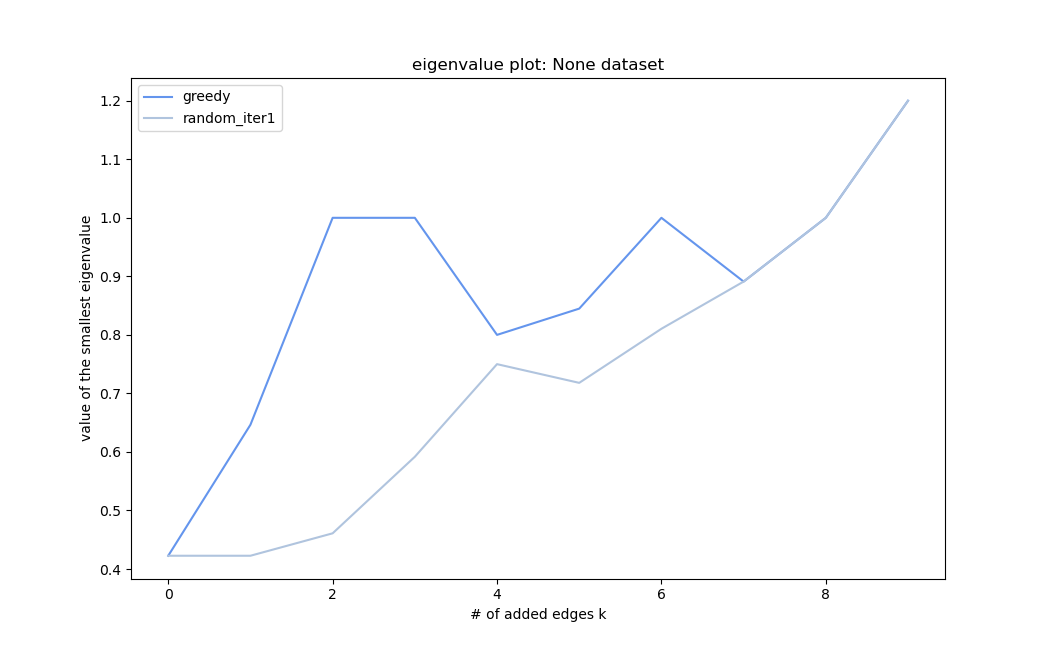 eigenvalue plot: None dataset
greedy
random_iter1
value of the smallest eigenvalue
1.2
1.1
1.0
0.9
0.8
0.7
0.6
0.5
0.4
0 2 4 6 8
# of added edges k